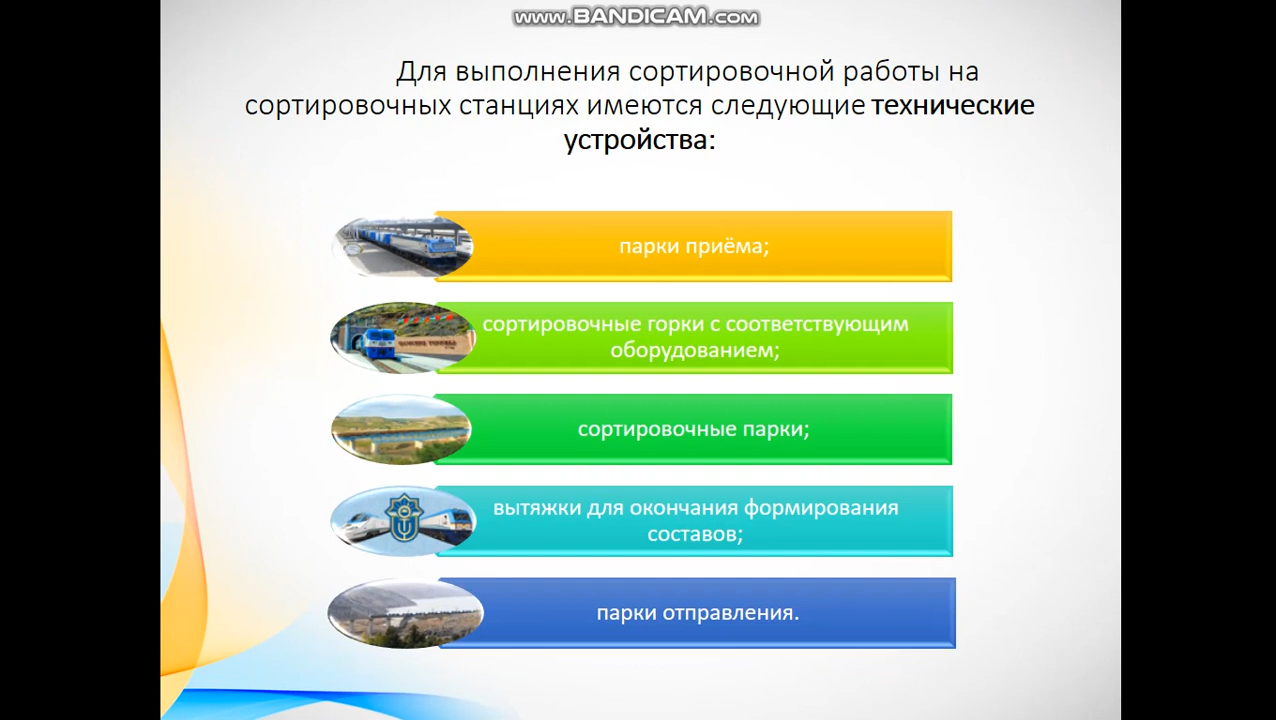 www.BANDICAM.com
Для выполнения сортировочной работы на
сортировочных станциях имеются следующие технические
устройства:
парки приёма;
сортировочные горки с соответствующим
оборудованием;
сортировочные парки;
вытяжки для окончания формирования
составов;
парки отправления.